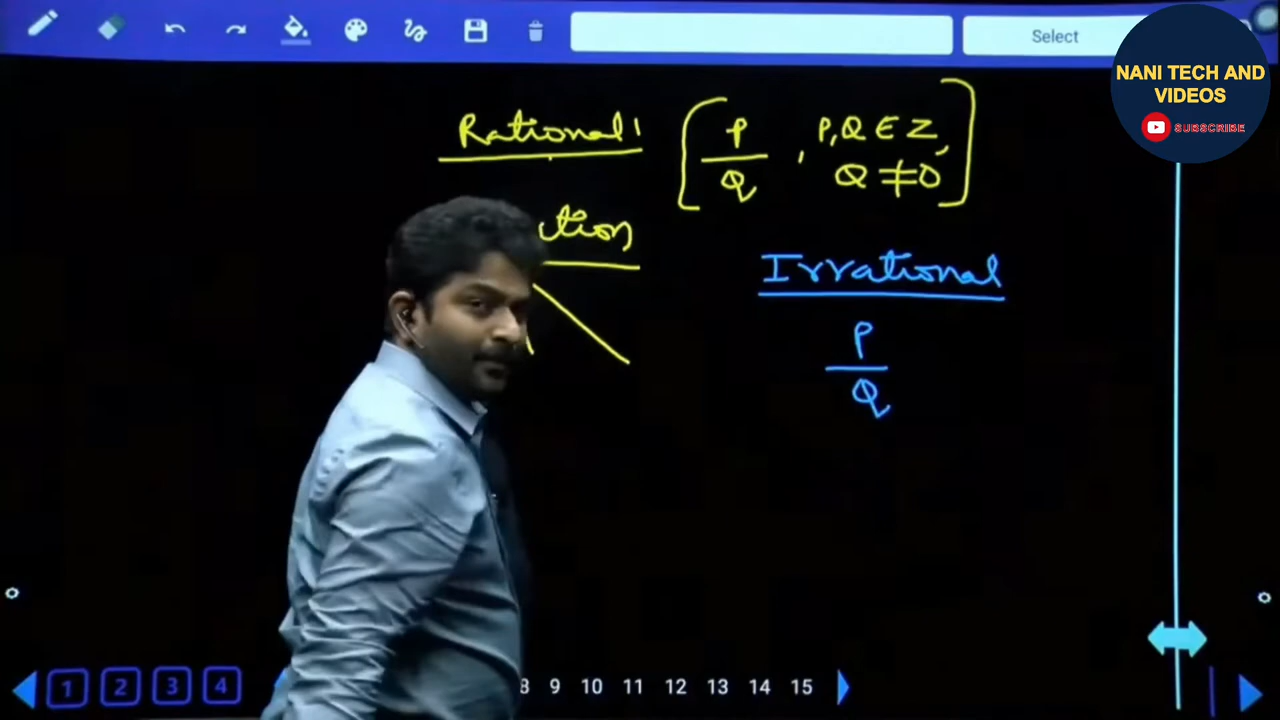 Select
NANI TECH AND
VIDEOS
SUBSCRIBE
Rational
P/Q , P,Q ∈ Z,
Q ≠ 0
Irrational
P
Q
1 2 3 4 8 9 10 11 12 13 14 15